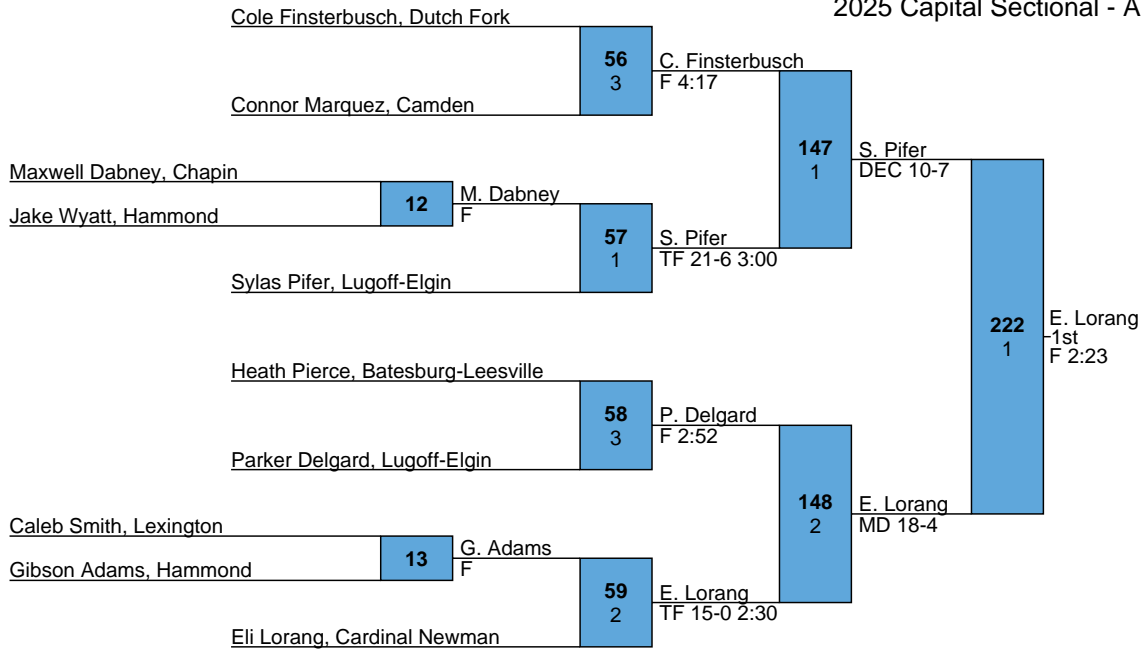 2025 Capital Sectional - A
Cole Finsterbusch, Dutch Fork
56
3
C. Finsterbusch
F 4:17
Connor Marquez, Camden
147
1
S. Pifer
DEC 10-7
Maxwell Dabney, Chapin
12
M. Dabney
F
Jake Wyatt, Hammond
57
1
S. Pifer
TF 21-6 3:00
Sylas Pifer, Lugoff-Elgin
222
1
E. Lorang
1st
F 2:23
Heath Pierce, Batesburg-Leesville
58
3
P. Delgard
F 2:52
Parker Delgard, Lugoff-Elgin
148
2
E. Lorang
MD 18-4
Caleb Smith, Lexington
13
G. Adams
F
Gibson Adams, Hammond
59
2
E. Lorang
TF 15-0 2:30
Eli Lorang, Cardinal Newman